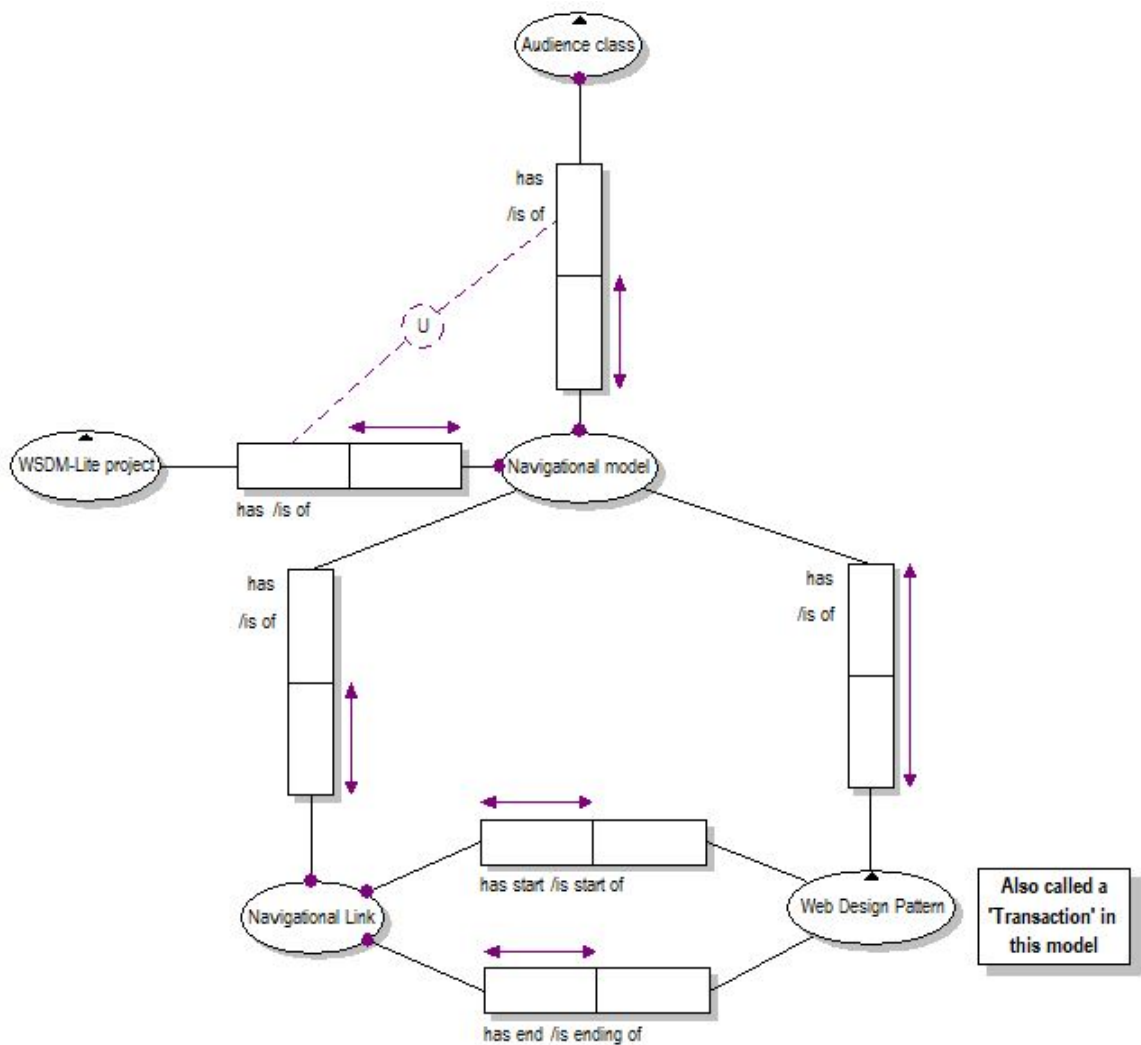 Audience class
has
/is of
U
WSDM-Lite project
Navigational model
has /is of
has
/is of
has
/is of
has start /is start of
Navigational Link
Web Design Pattern
Also called a
'Transaction' in
this model
has end /is ending of